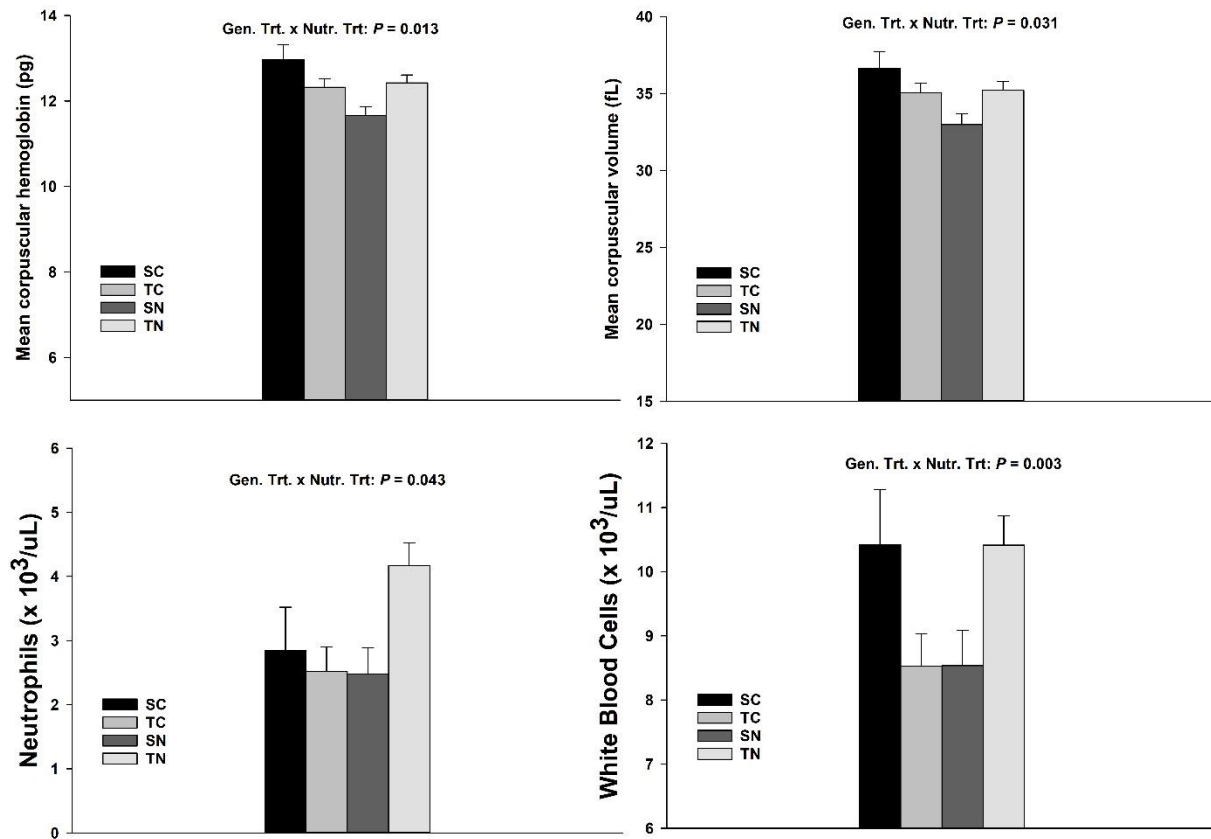 Gen. Trt. x Nutr. Trt: P = 0.013
Mean corpuscular hemoglobin (pg)
14
12
10
8
6
SC
TC
SN
TN
Gen. Trt. x Nutr. Trt: P = 0.031
Mean corpuscular volume (fL)
40
35
30
25
20
15
SC
TC
SN
TN
Gen. Trt. x Nutr. Trt: P = 0.043
Neutrophils (x 10³/uL)
6
5
4
3
2
1
0
SC
TC
SN
TN
Gen. Trt. x Nutr. Trt: P = 0.003
White Blood Cells (x 10³/uL)
12
11
10
9
8
7
6
SC
TC
SN
TN